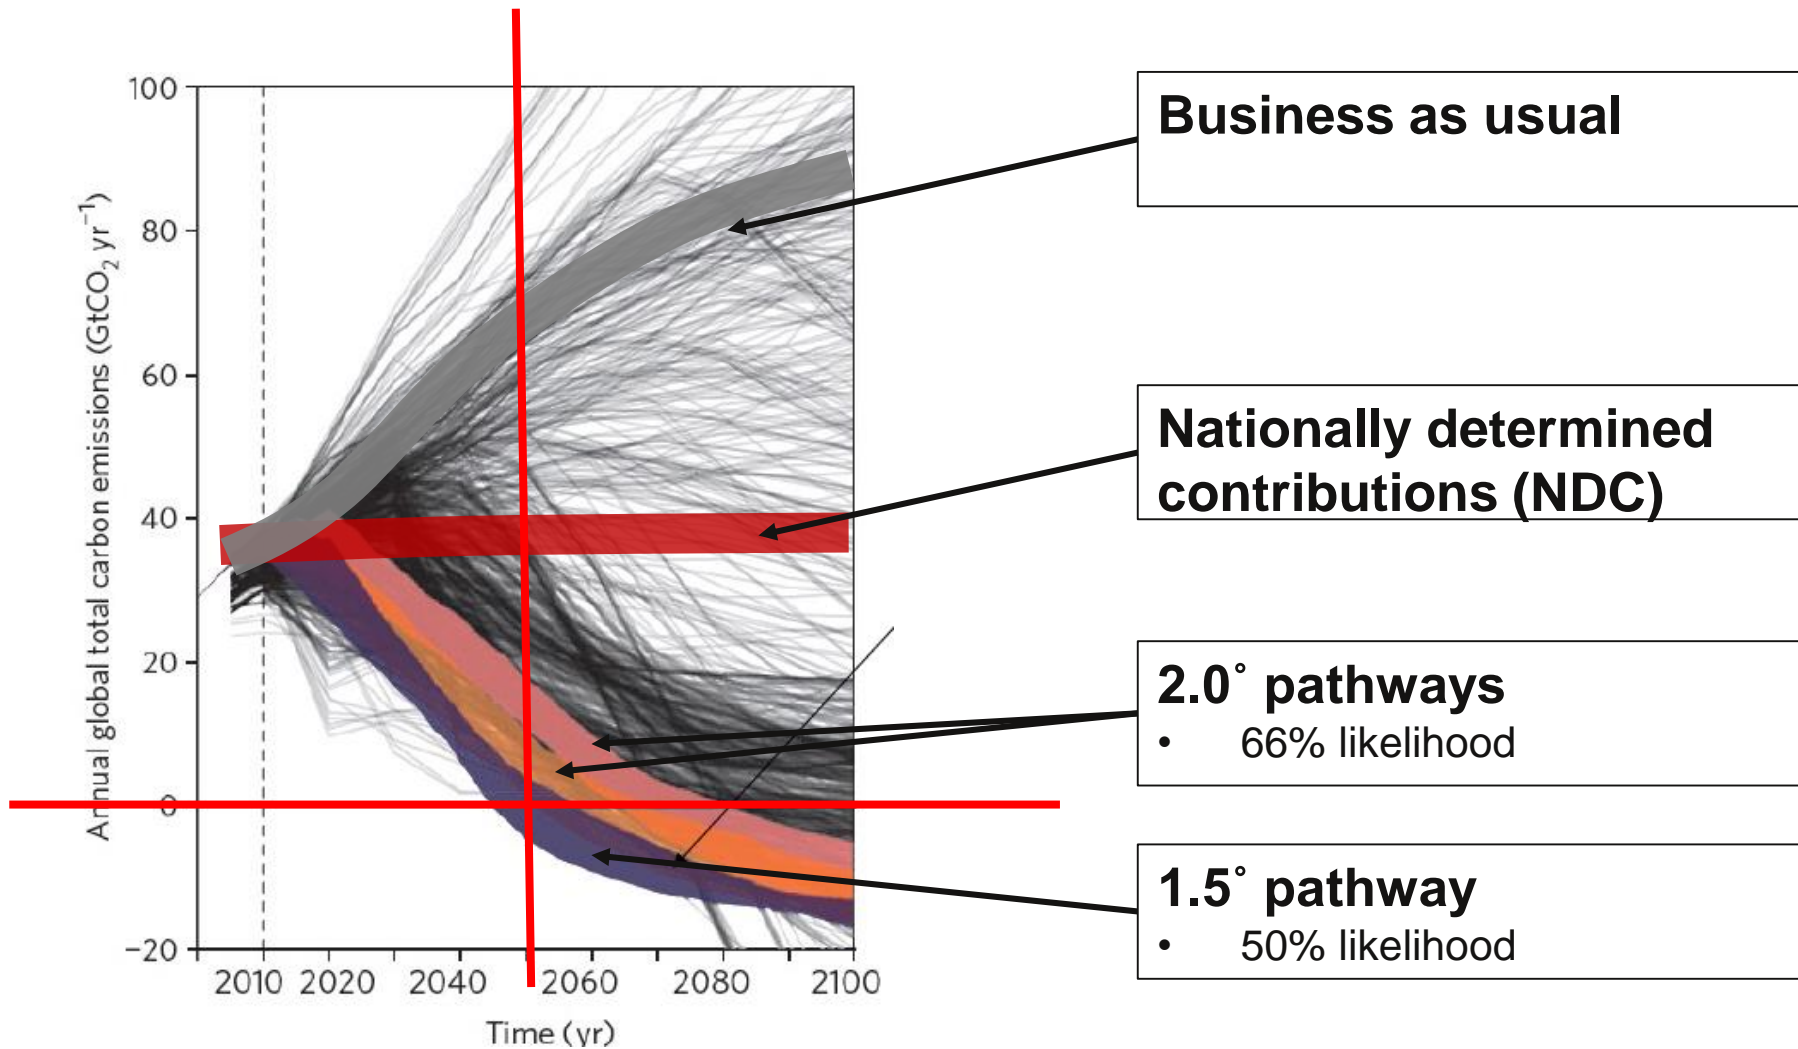 100
80
60
40
20
0
−20
Annual global total carbon emissions (GtCO₂ yr⁻¹)
2010 2020 2040 2060 2080 2100
Time (yr)
Business as usual
Nationally determined
contributions (NDC)
2.0° pathways
• 66% likelihood
1.5° pathway
• 50% likelihood